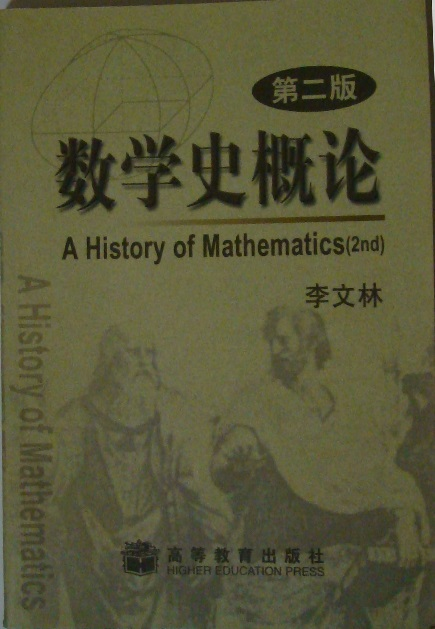 第二版
数学史概论
A History of Mathematics(2nd)
李文林
A History of Mathematics
高等教育出版社
HIGHER EDUCATION PRESS